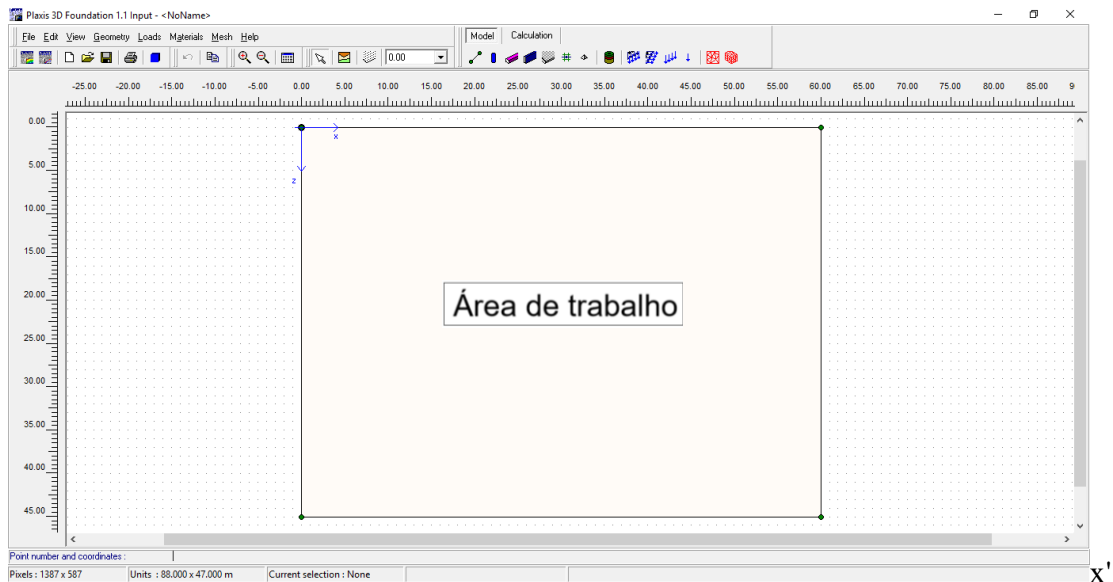 Plaxis 3D Foundation 1.1 Input - <NoName>
File Edit View Geometry Loads Materials Mesh Help
Model Calculation
0.00
-25.00 -20.00 -15.00 -10.00 -5.00 0.00 5.00 10.00 15.00 20.00 25.00 30.00 35.00 40.00 45.00 50.00 55.00 60.00 65.00 70.00 75.00 80.00 85.00 9
0.00
x
5.00
z
10.00
15.00
20.00
Área de trabalho
25.00
30.00
35.00
40.00
45.00
Point number and coordinates :
Pixels : 1387 x 587 Units : 88.000 x 47.000 m Current selection : None
x'